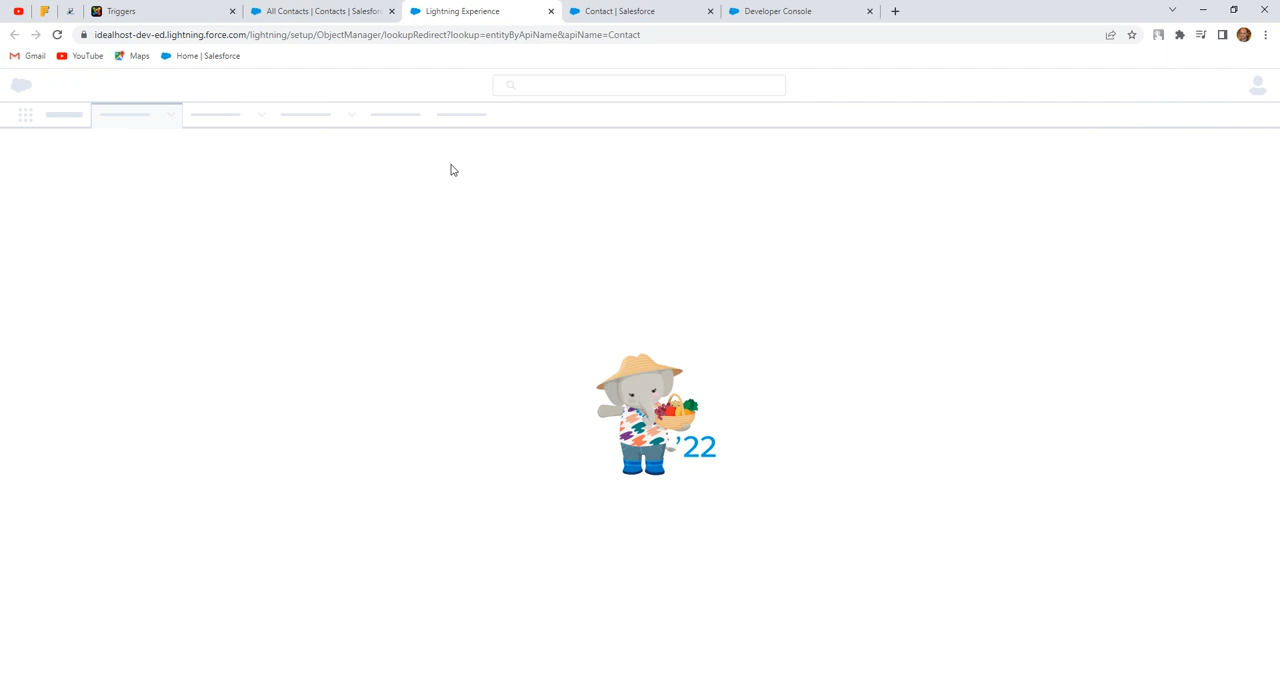 Triggers
All Contacts | Contacts | Salesfor
Lightning Experience
Contact | Salesforce
Developer Console
idealhost-dev-ed.lightning.force.com/lightning/setup/ObjectManager/lookupRedirect?lookup=entityByApiName&apiName=Contact
Gmail
YouTube
Maps
Home | Salesforce
'22